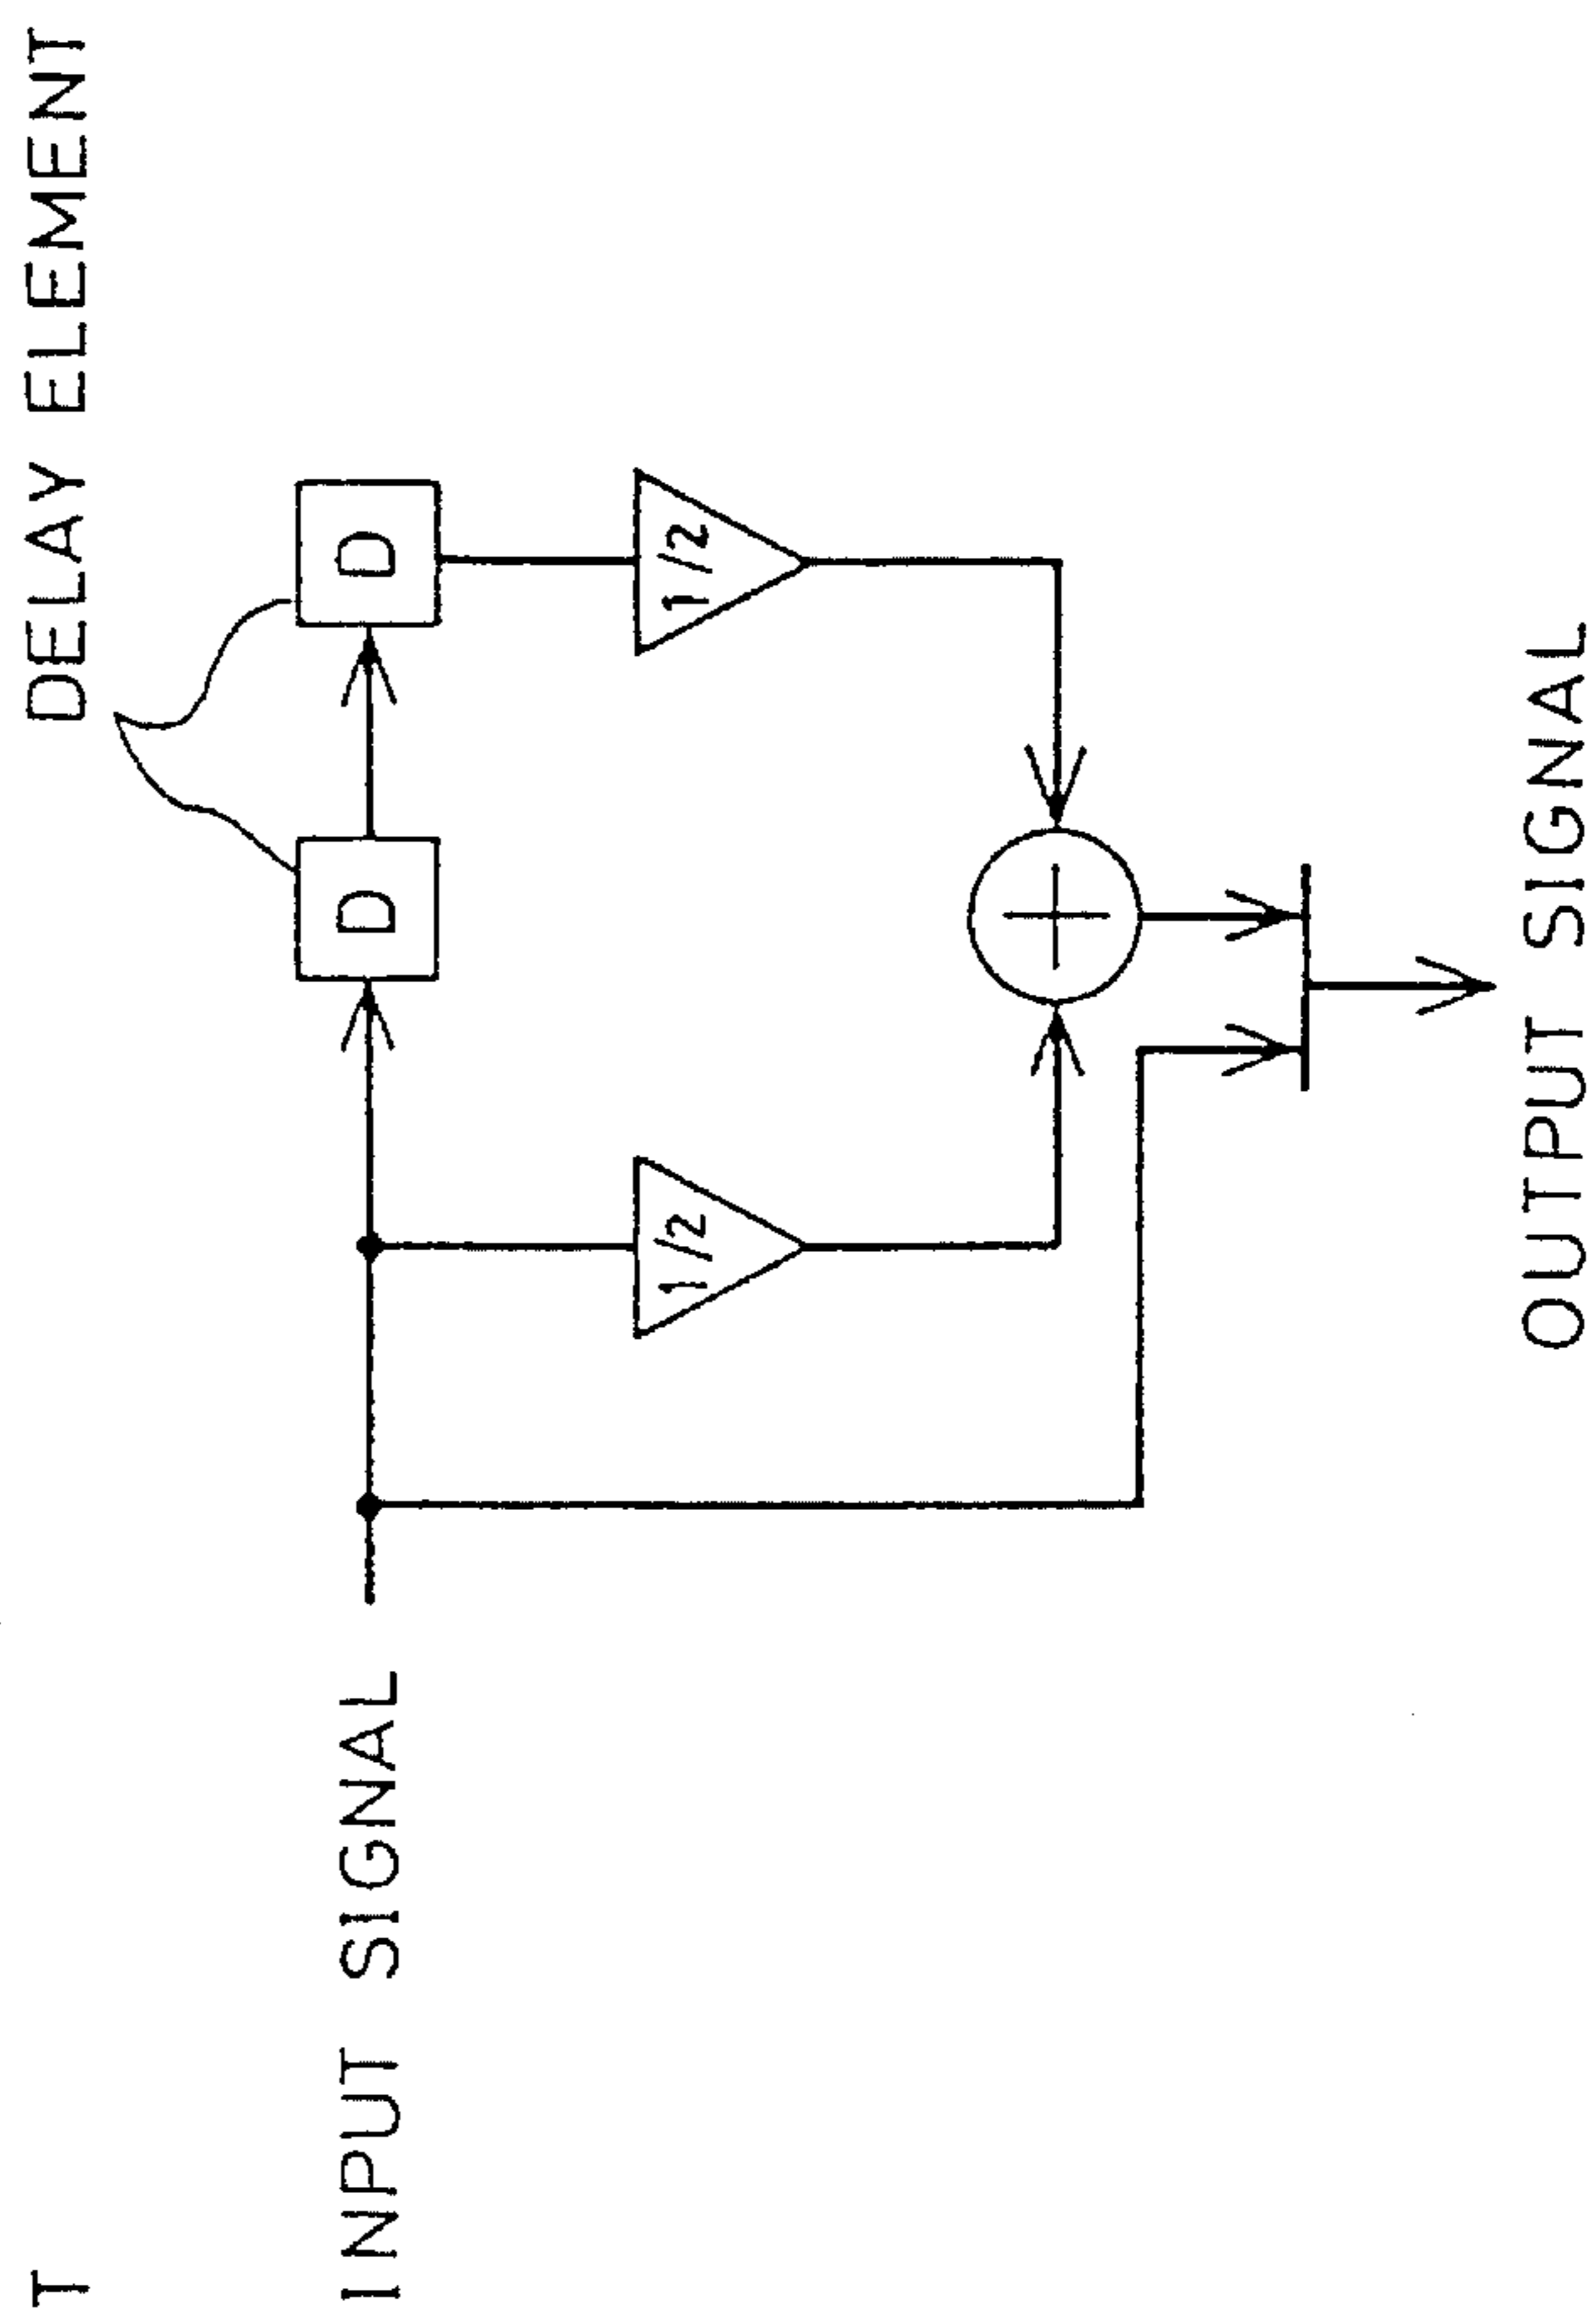 T
DELAY ELEMENT
INPUT SIGNAL
D
D
1/2
1/2
OUTPUT SIGNAL